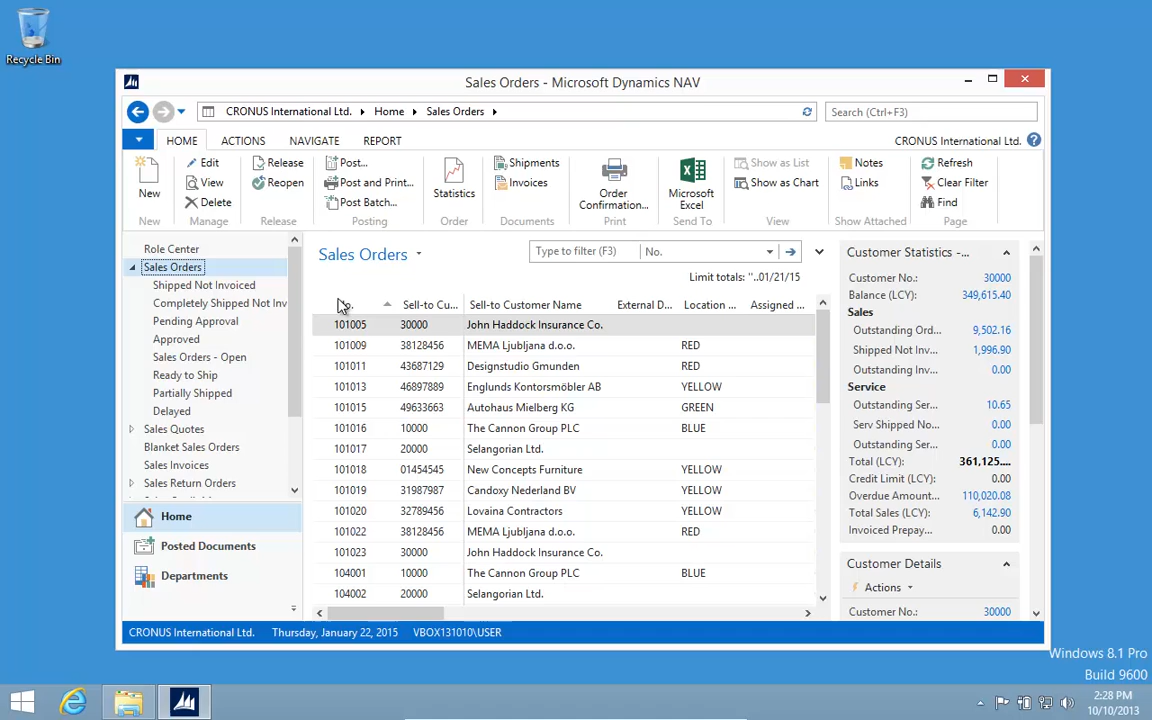 Recycle Bin
Sales Orders - Microsoft Dynamics NAV
CRONUS International Ltd. Home Sales Orders
Search (Ctrl+F3)
HOME ACTIONS NAVIGATE REPORT
CRONUS International Ltd.
New
New
Edit
View
Delete
Manage
Release
Reopen
Release
Post...
Post and Print...
Post Batch...
Posting
Statistics
Order
Shipments
Invoices
Documents
Order
Confirmation...
Print
Microsoft
Excel
Send To
Show as List
Show as Chart
View
Notes
Links
Show Attached
Refresh
Clear Filter
Find
Page
Role Center
Sales Orders
Shipped Not Invoiced
Completely Shipped Not Inv
Pending Approval
Approved
Sales Orders - Open
Ready to Ship
Partially Shipped
Delayed
Sales Quotes
Blanket Sales Orders
Sales Invoices
Sales Return Orders
Home
Posted Documents
Departments
Sales Orders
Type to filter (F3) No.
Limit totals: ''..01/21/15
No. Sell-to Cu... Sell-to Customer Name External D... Location ... Assigned ...
101005 30000 John Haddock Insurance Co.
101009 38128456 MEMA Ljubljana d.o.o. RED
101011 43687129 Designstudio Gmunden
101013 46897889 Englunds Kontorsmöbler AB YELLOW
101015 49633663 Autohaus Mielberg KG GREEN
101016 10000 The Cannon Group PLC BLUE
101017 20000 Selangorian Ltd.
101018 01454545 New Concepts Furniture YELLOW
101019 31987987 Candoxy Nederland BV YELLOW
101020 32789456 Lovaina Contractors YELLOW
101022 38128456 MEMA Ljubljana d.o.o. RED
101023 30000 John Haddock Insurance Co.
104001 10000 The Cannon Group PLC BLUE
104002 20000 Selangorian Ltd.
Customer Statistics -...
Customer No.: 30000
Balance (LCY): 349,615.40
Sales
Outstanding Ord... 9,502.16
Shipped Not Inv... 1,996.90
Outstanding Inv... 0.00
Service
Outstanding Ser... 10.65
Serv Shipped No... 0.00
Outstanding Ser... 0.00
Total (LCY): 361,125....
Credit Limit (LCY): 0.00
Overdue Amount... 110,020.08
Total Sales (LCY): 6,142.90
Invoiced Prepay... 0.00
Customer Details
Actions
Customer No.: 30000
CRONUS International Ltd. Thursday, January 22, 2015 VBOX131010\USER
Windows 8.1 Pro
Build 9600
2:28 PM
10/10/2013